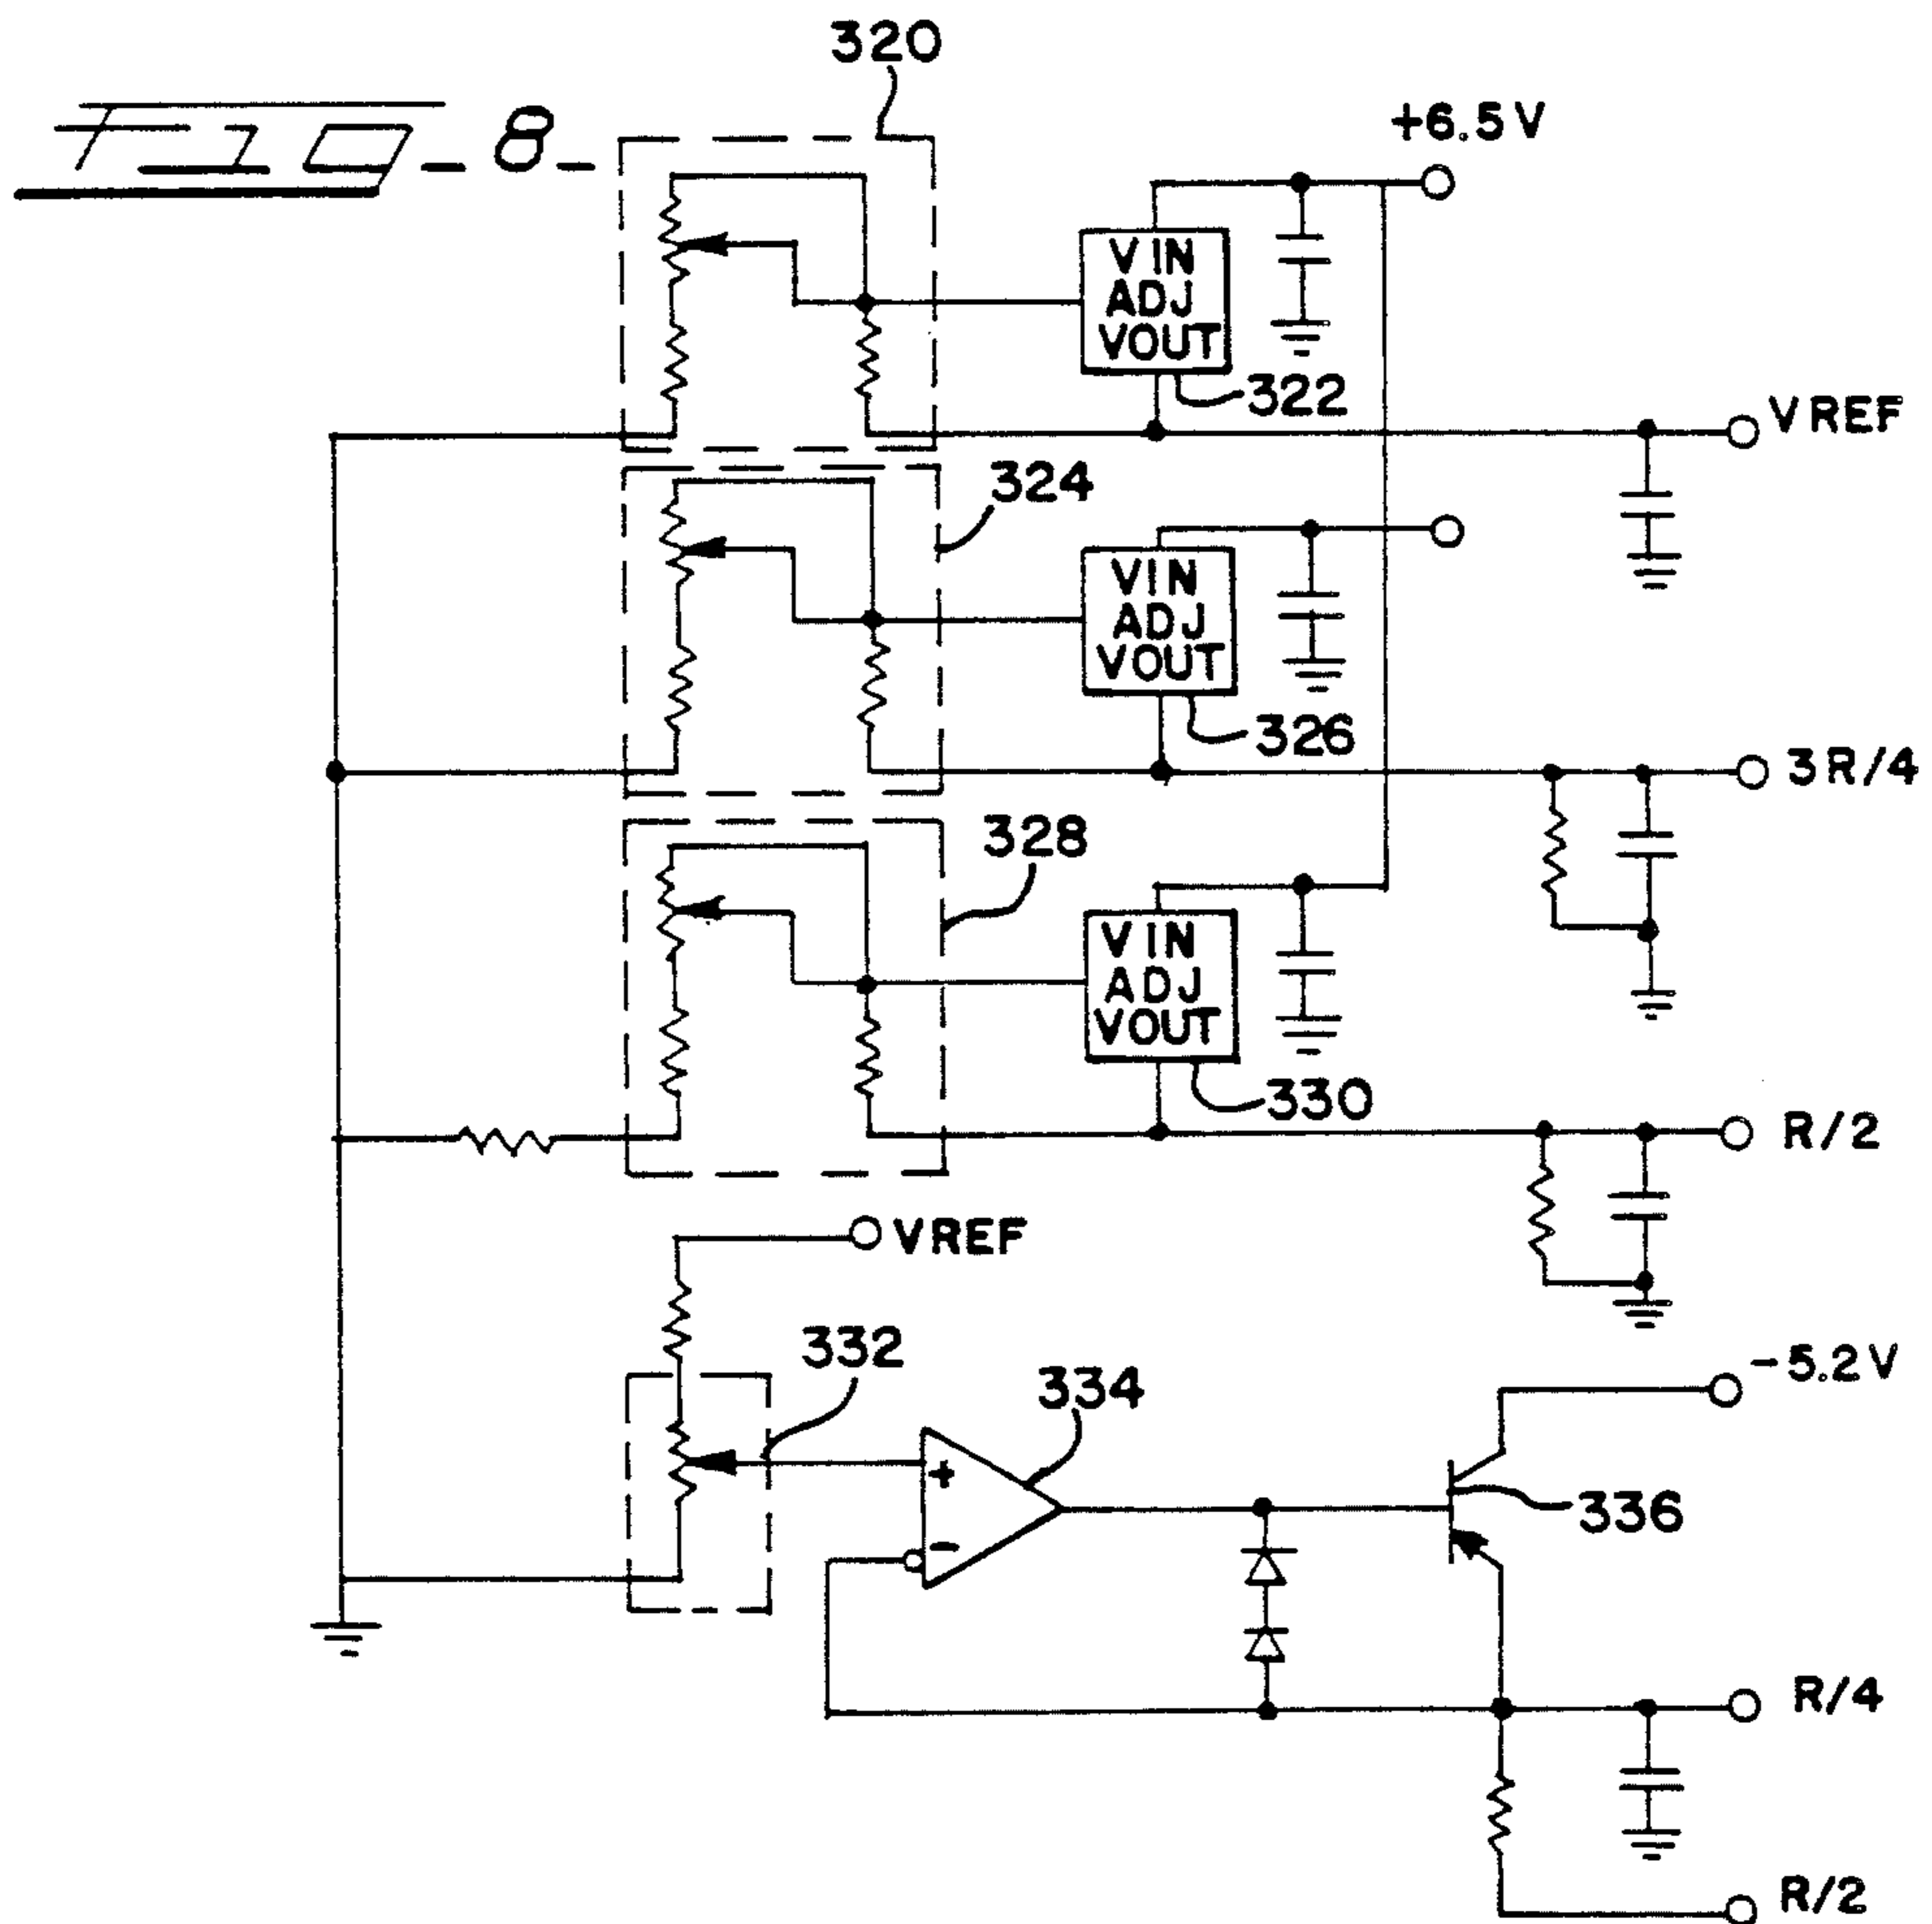 320
FIG_8_
+6.5V
VIN
ADJ
VOUT
322
VREF
324
VIN
ADJ
VOUT
326
3R/4
328
VIN
ADJ
VOUT
330
R/2
VREF
332
334
-5.2V
+
-
336
R/4
R/2